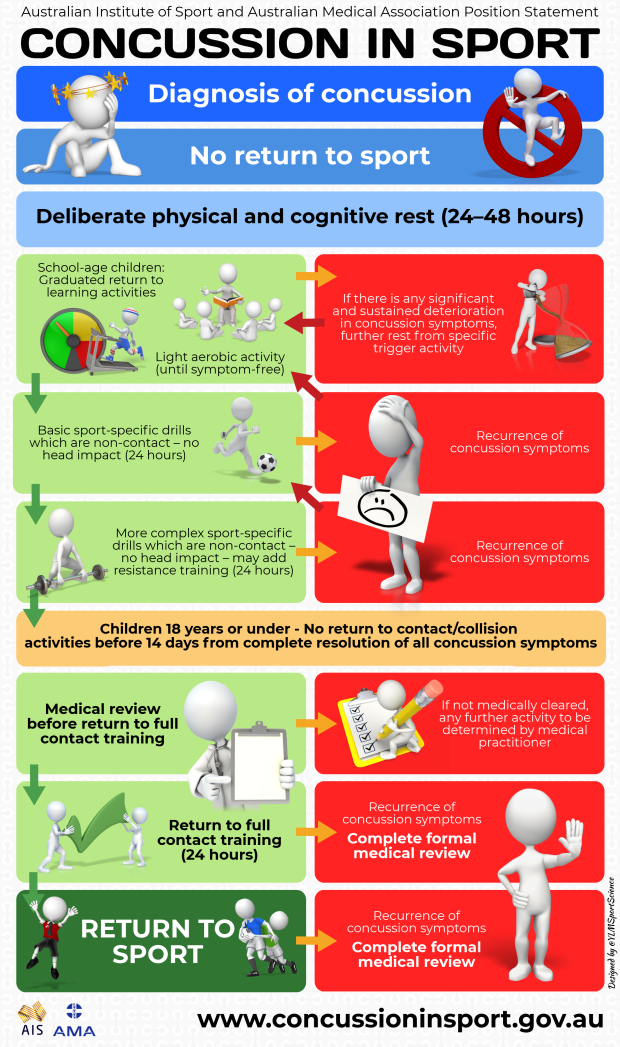 Australian Institute of Sport and Australian Medical Association Position Statement
CONCUSSION IN SPORT
Diagnosis of concussion
No return to sport
Deliberate physical and cognitive rest (24–48 hours)
School-age children:
Graduated return to
learning activities
Light aerobic activity
(until symptom-free)
If there is any significant
and sustained deterioration
in concussion symptoms,
further rest from specific
trigger activity
Basic sport-specific drills
which are non-contact – no
head impact (24 hours)
Recurrence of
concussion symptoms
More complex sport-specific
drills which are non-contact –
no head impact – may add
resistance training (24 hours)
Recurrence of
concussion symptoms
Children 18 years or under - No return to contact/collision
activities before 14 days from complete resolution of all concussion symptoms
Medical review
before return to full
contact training
If not medically cleared,
any further activity to be
determined by medical
practitioner
Return to full
contact training
(24 hours)
Recurrence of
concussion symptoms
Complete formal
medical review
RETURN TO
SPORT
Recurrence of
concussion symptoms
Complete formal
medical review
Designed by @YLMSportScience
AIS
AMA
www.concussioninsport.gov.au